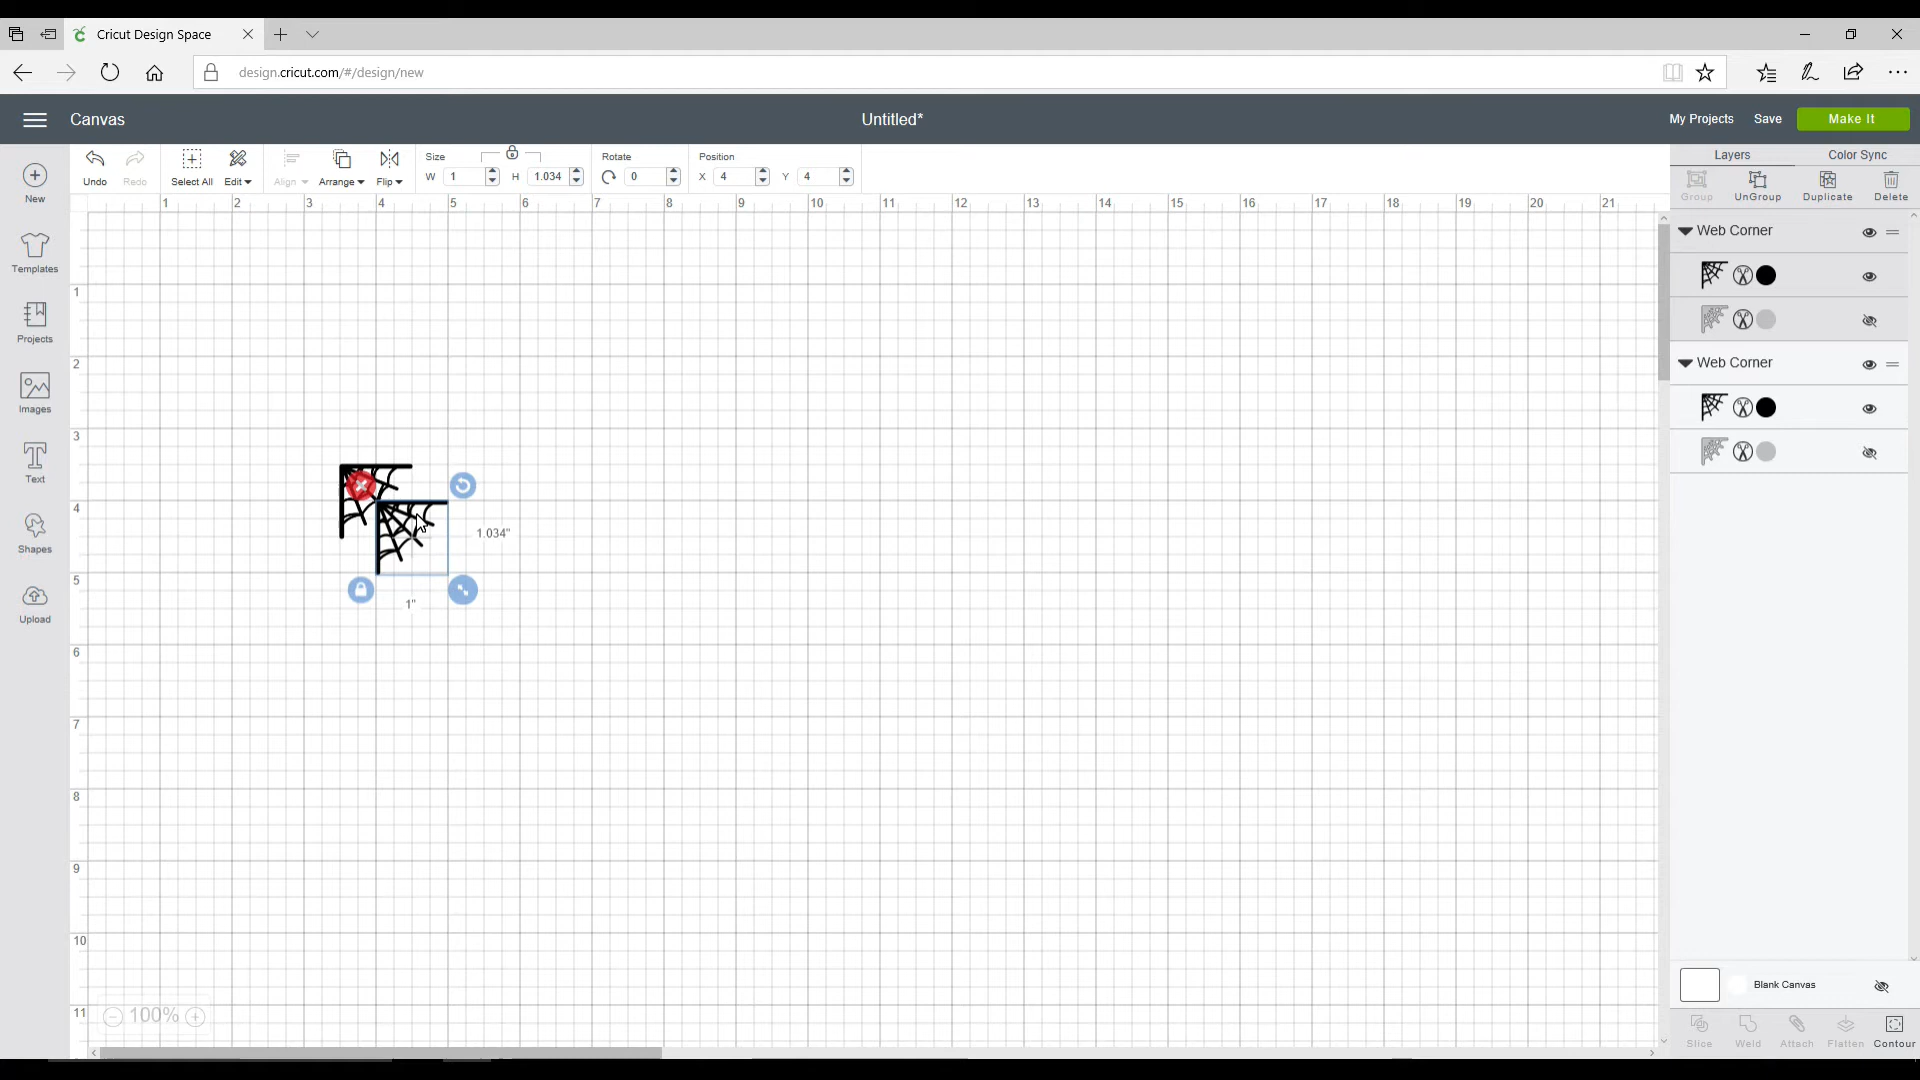 Cricut Design Space
design.cricut.com/#/design/new
Canvas
Untitled*
My Projects Save Make It
Undo Redo Select All Edit Align Arrange Flip
Size W 1 H 1.034
Rotate 0
Position X 4 Y 4
Layers Color Sync
Group UnGroup Duplicate Delete
New
Templates
Projects
Images
Text
Shapes
Upload
1 2 3 4 5 6 7 8 9 10 11 12 13 14 15 16 17 18 19 20 21
1
2
3
4
5
6
7
8
9
10
11
1.034"
1"
100%
Web Corner
Web Corner
Blank Canvas
Slice Weld Attach Flatten Contour